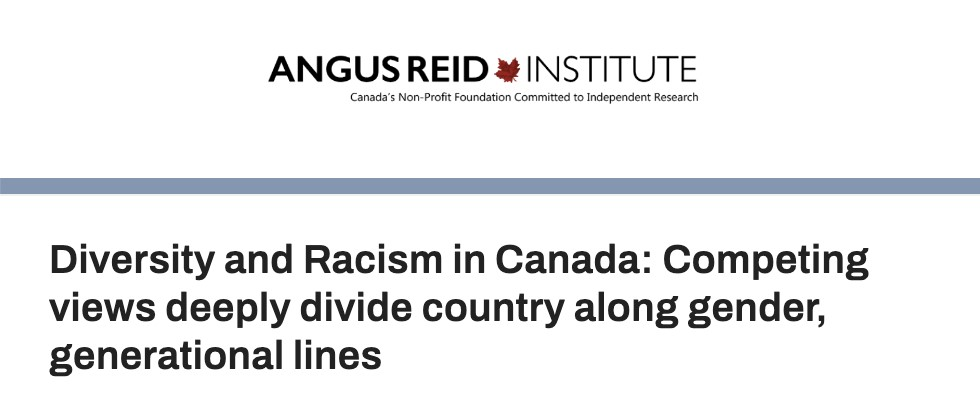 ANGUS REID INSTITUTE
Canada's Non-Profit Foundation Committed to Independent Research
Diversity and Racism in Canada: Competing
views deeply divide country along gender,
generational lines